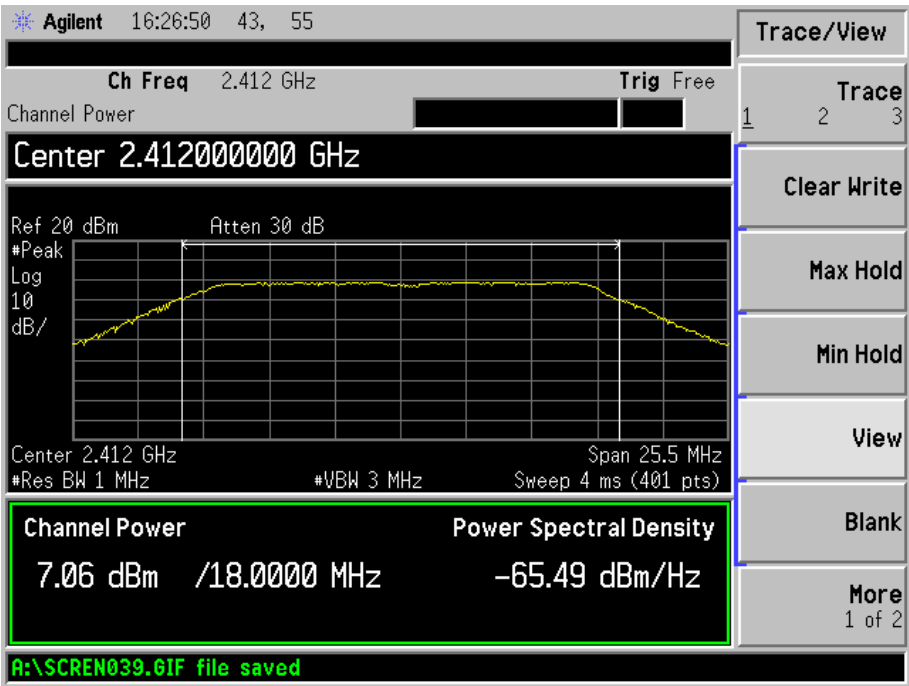 Agilent 16:26:50 43, 55
Trace/View
Ch Freq 2.412 GHz Trig Free
Channel Power
Trace
1 2 3
Center 2.412000000 GHz
Clear Write
Ref 20 dBm Atten 30 dB
#Peak
Log
10
dB/
Max Hold
Min Hold
View
Center 2.412 GHz Span 25.5 MHz
#Res BW 1 MHz #VBW 3 MHz Sweep 4 ms (401 pts)
Channel Power Power Spectral Density
Blank
7.06 dBm /18.0000 MHz -65.49 dBm/Hz
More
1 of 2
A:\SCREN039.GIF file saved